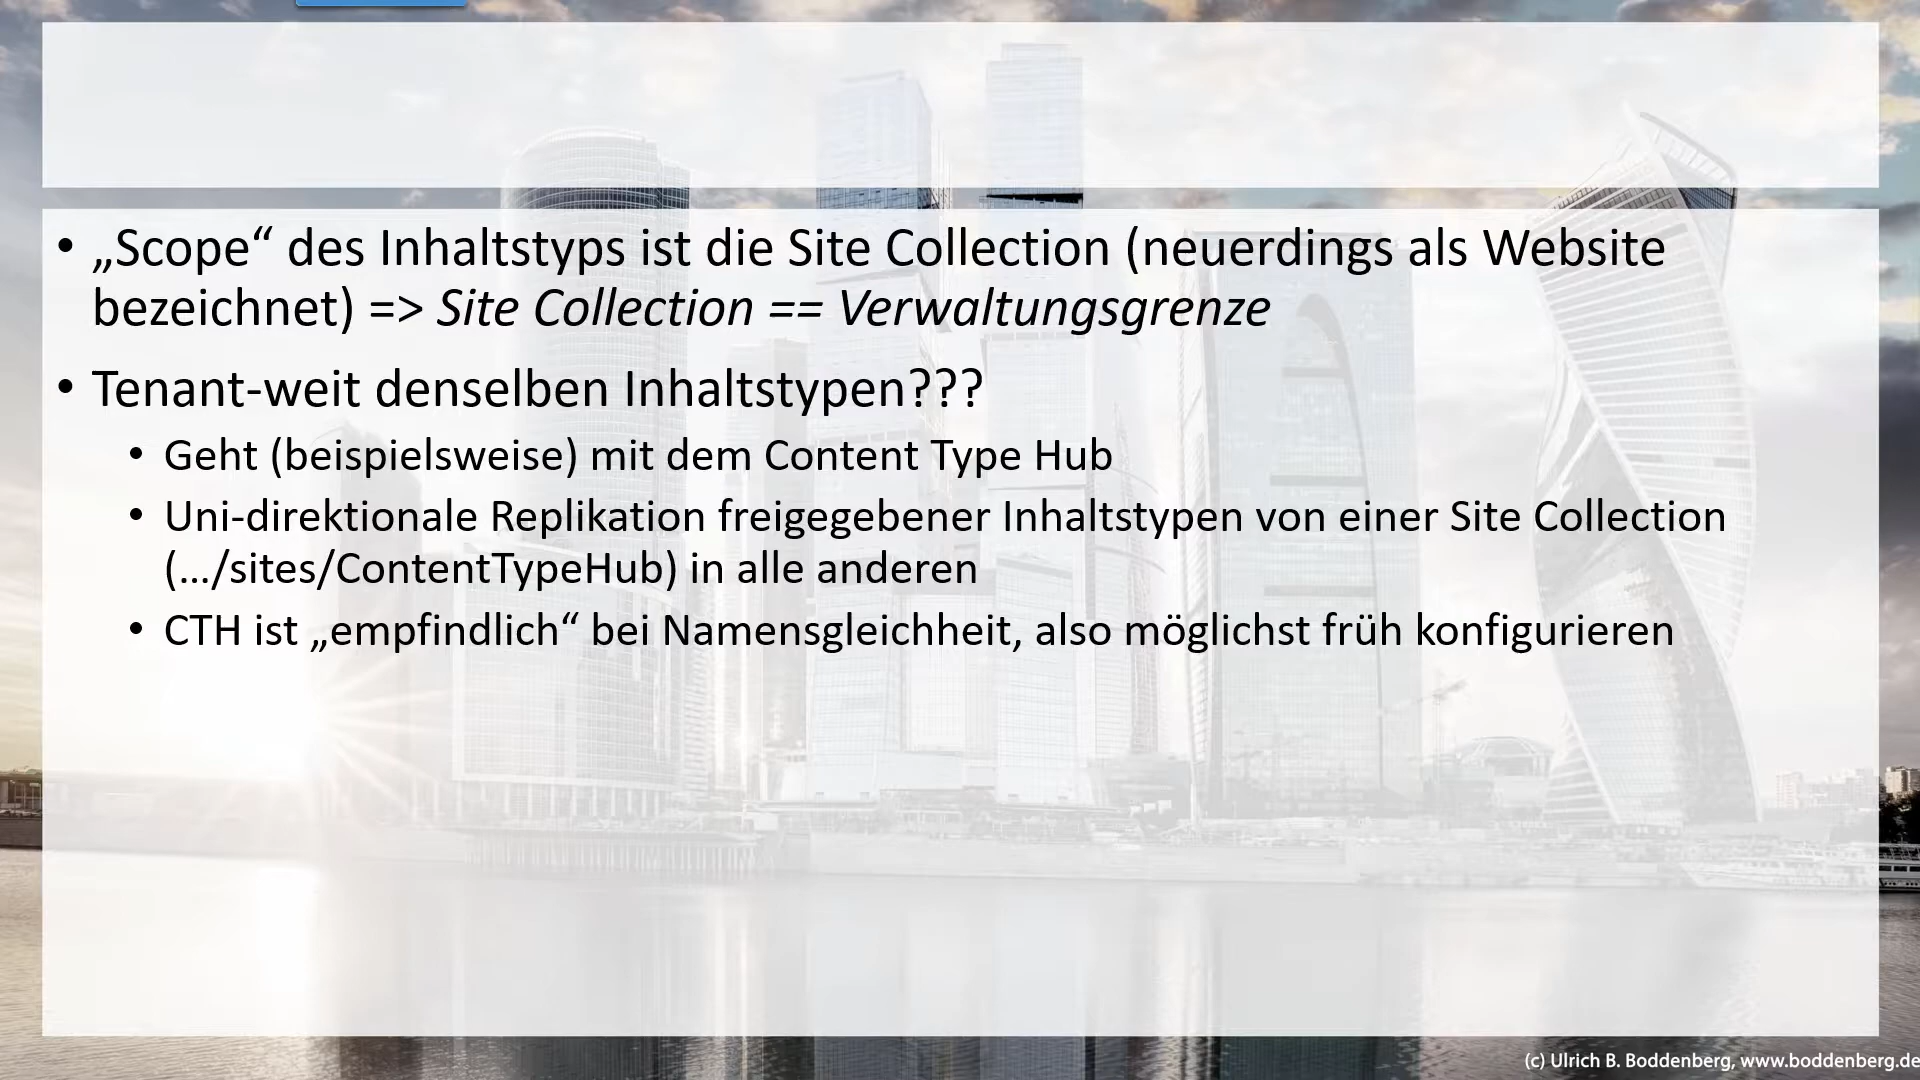 • „Scope“ des Inhaltstyps ist die Site Collection (neuerdings als Website
bezeichnet) => Site Collection == Verwaltungsgrenze
• Tenant-weit denselben Inhaltstypen???
• Geht (beispielsweise) mit dem Content Type Hub
• Uni-direktionale Replikation freigegebener Inhaltstypen von einer Site Collection
(…/sites/ContentTypeHub) in alle anderen
• CTH ist „empfindlich“ bei Namensgleichheit, also möglichst früh konfigurieren
(c) Ulrich B. Boddenberg, www.boddenberg.de